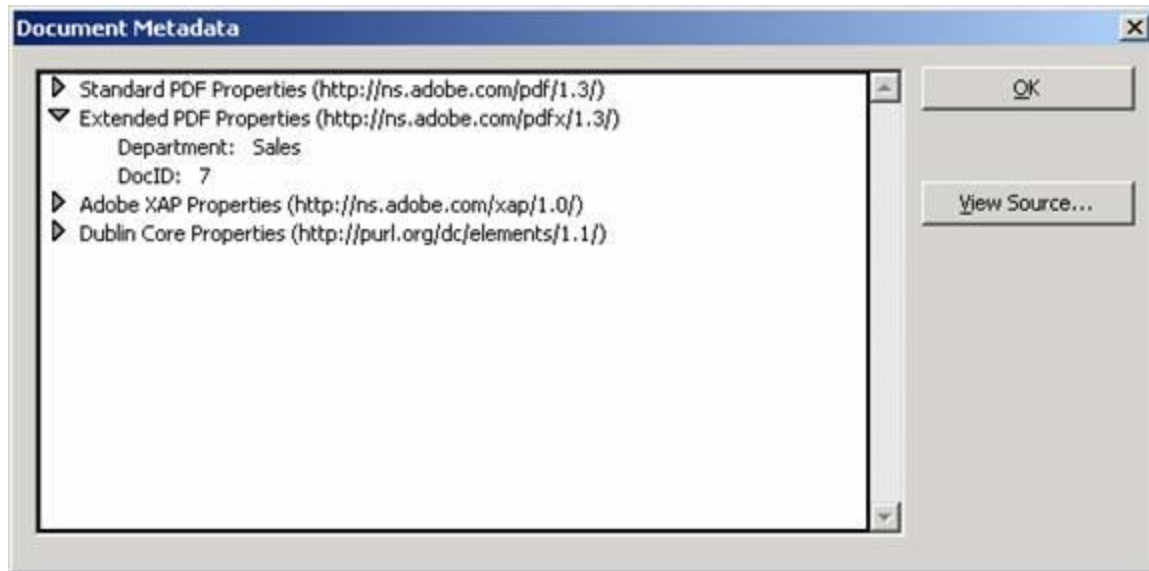 Document Metadata
Standard PDF Properties (http://ns.adobe.com/pdf/1.3/)
Extended PDF Properties (http://ns.adobe.com/pdfx/1.3/)
Department: Sales
DocID: 7
Adobe XAP Properties (http://ns.adobe.com/xap/1.0/)
Dublin Core Properties (http://purl.org/dc/elements/1.1/)
OK
View Source...